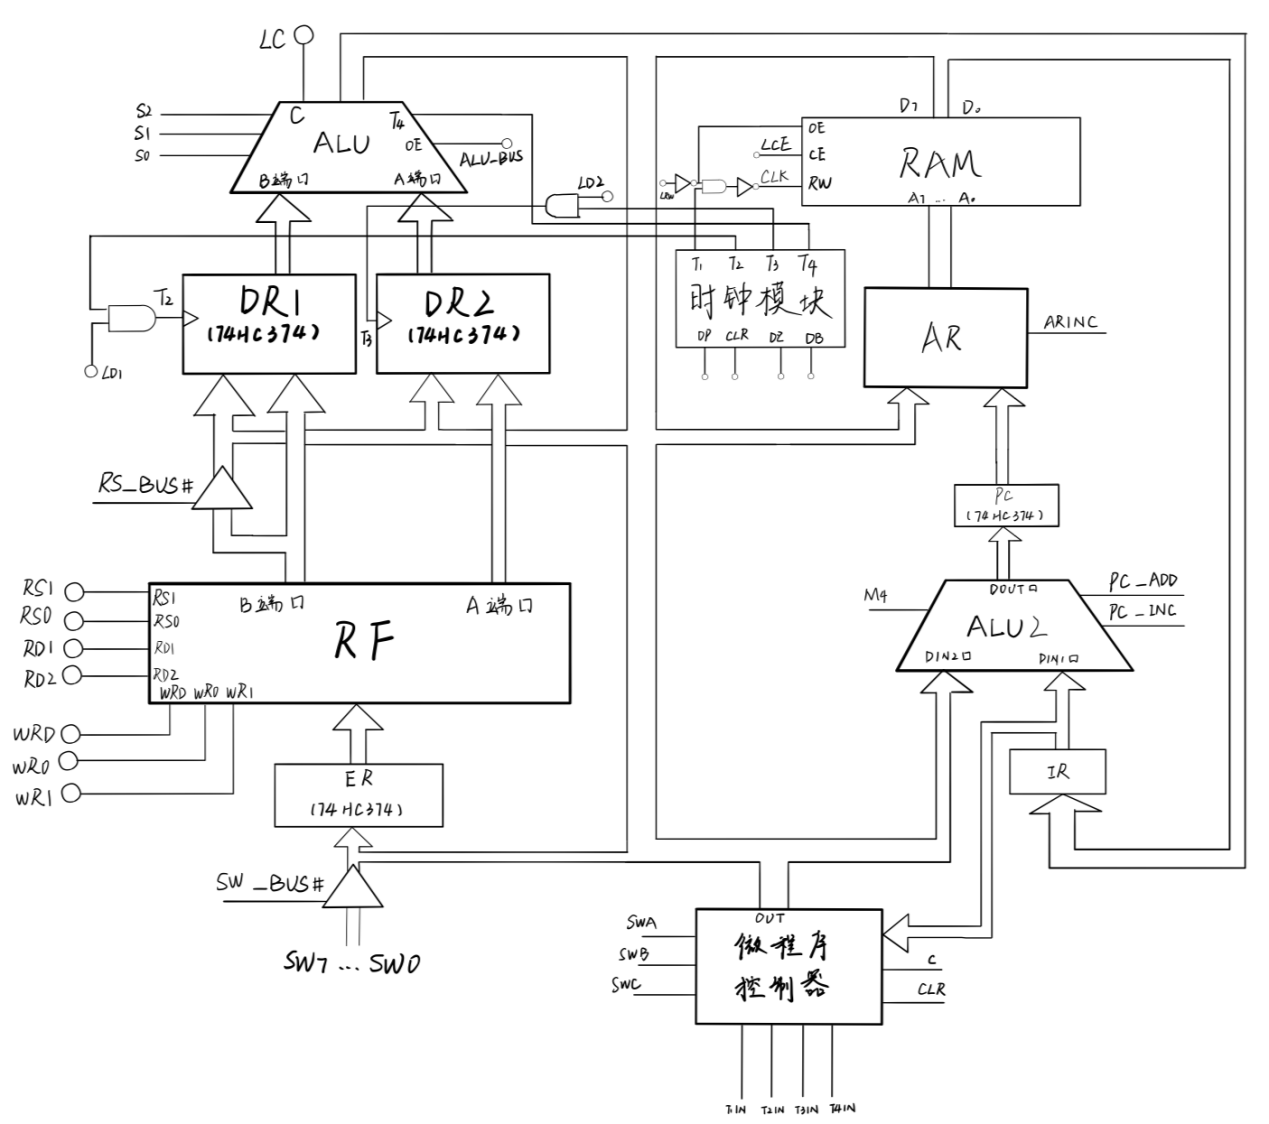 LC
S2
S1
S0
C
T4
ALU
OE
ALU_BUS
B端口
A端口
D7 D0
OE
LCE
CE
RAM
CLK
RW
A7 ... A0
LD2
T1 T2 T3 T4
时钟模块
DP CLR DZ DB
T2
DR1
(74HC374)
LD1
T3
DR2
(74HC374)
AR
ARINC
RS_BUS#
PC
(74HC374)
RS1
RS0
RD1
RD2
RS1
RS0
RD1
RD2
B端口
A端口
RF
WRD WR0 WR1
WRD
WR0
WR1
M4
DOUT口
ALU2
DIN2口
DIN1口
PC_ADD
PC_INC
ER
(74HC374)
IR
SW_BUS#
SW7 ... SW0
SWA
SWB
SWC
OUT
微程序
控制器
C
CLR
T1IN T2IN T3IN T4IN